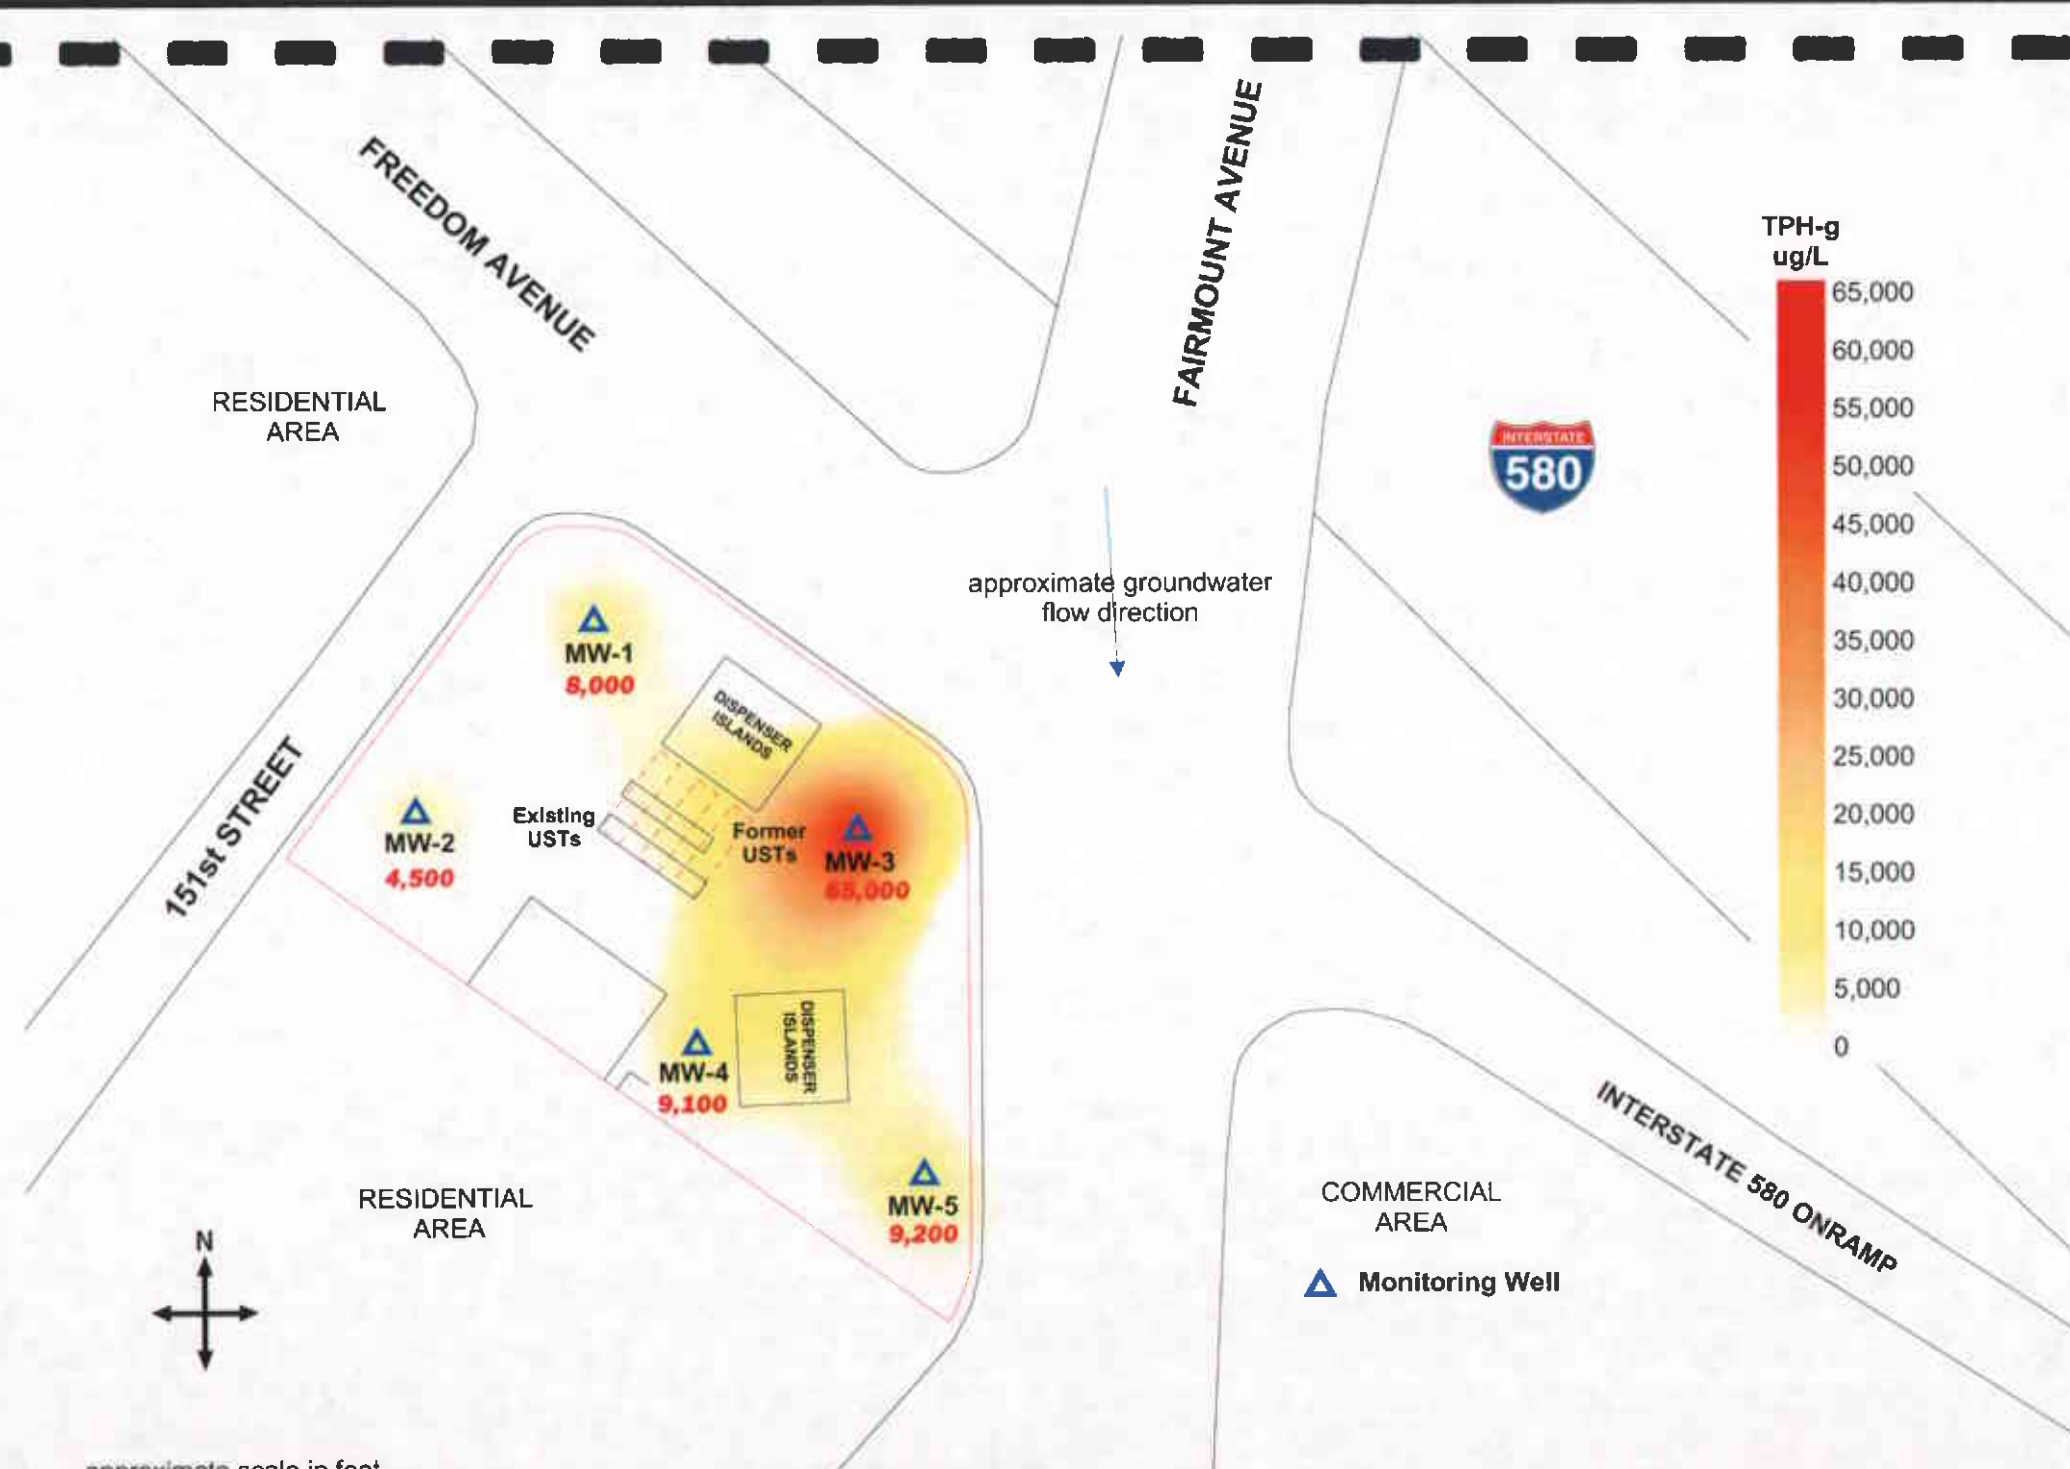 FREEDOM AVENUE
FAIRMOUNT AVENUE
TPH-g
ug/L
65,000
60,000
55,000
50,000
45,000
40,000
35,000
30,000
25,000
20,000
15,000
10,000
5,000
0
RESIDENTIAL
AREA
INTERSTATE
580
approximate groundwater
flow direction
MW-1
8,000
DISPENSER
ISLANDS
151st STREET
MW-2
4,500
Existing
USTs
Former
USTs
MW-3
65,000
DISPENSER
ISLANDS
MW-4
9,100
MW-5
9,200
INTERSTATE 580 ONRAMP
RESIDENTIAL
AREA
COMMERCIAL
AREA
Monitoring Well
N
approximate scale in feet